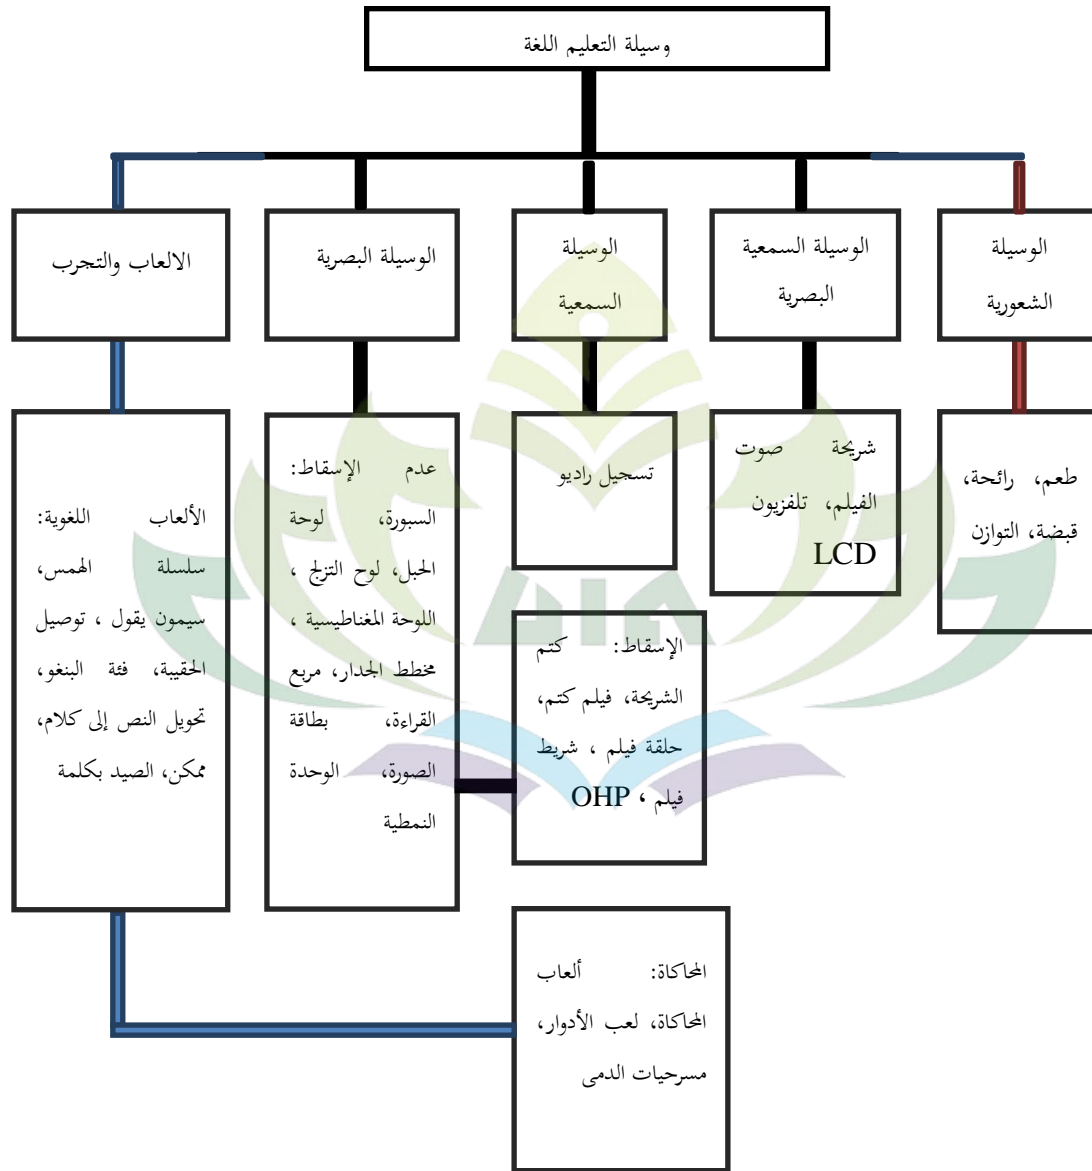 وسيلة التعليم اللغة
الوسيلة
الشعورية
الوسيلة السمعية
البصرية
الوسيلة
السمعية
الوسيلة البصرية
الالعاب والتجرب
طعم، رائحة،
قبضة، التوازن
شريحة صوت
الفيلم، تلفزيون
LCD
تسجيل راديو
عدم الإسقاط:
السبورة، لوحة
الحبل، لوح التزلج ،
اللوحة المغناطيسية ،
مخطط الجدار، مربع
القراءة، بطاقة
الصورة، الوحدة
النمطية
الألعاب اللغوية:
سلسلة الهمس،
سيمون يقول ، توصيل
الحقيبة، فئة البنغو،
تحويل النص إلى كلام،
ممكن، الصيد بكلمة
الإسقاط: كتم
الشريحة، فيلم كتم،
حلقة فيلم ، شريط
فيلم ، OHP
المحاكاة: ألعاب
المحاكاة، لعب الأدوار،
مسرحيات الدمى